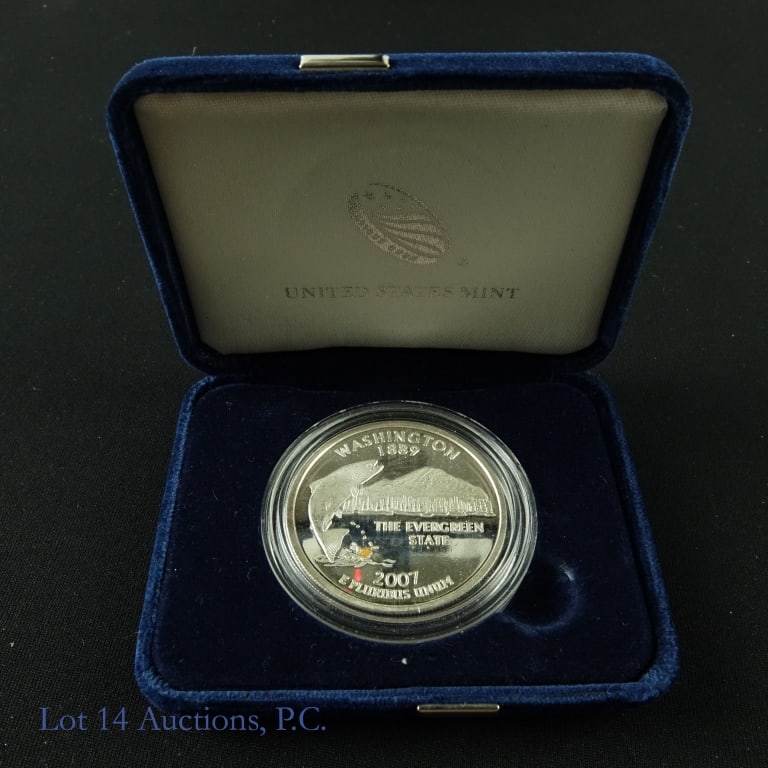 UNITED STATES MINT
WASHINGTON
1889
THE EVERGREEN
STATE
2007
E PLURIBUS UNUM
Lot 14 Auctions, P.C.